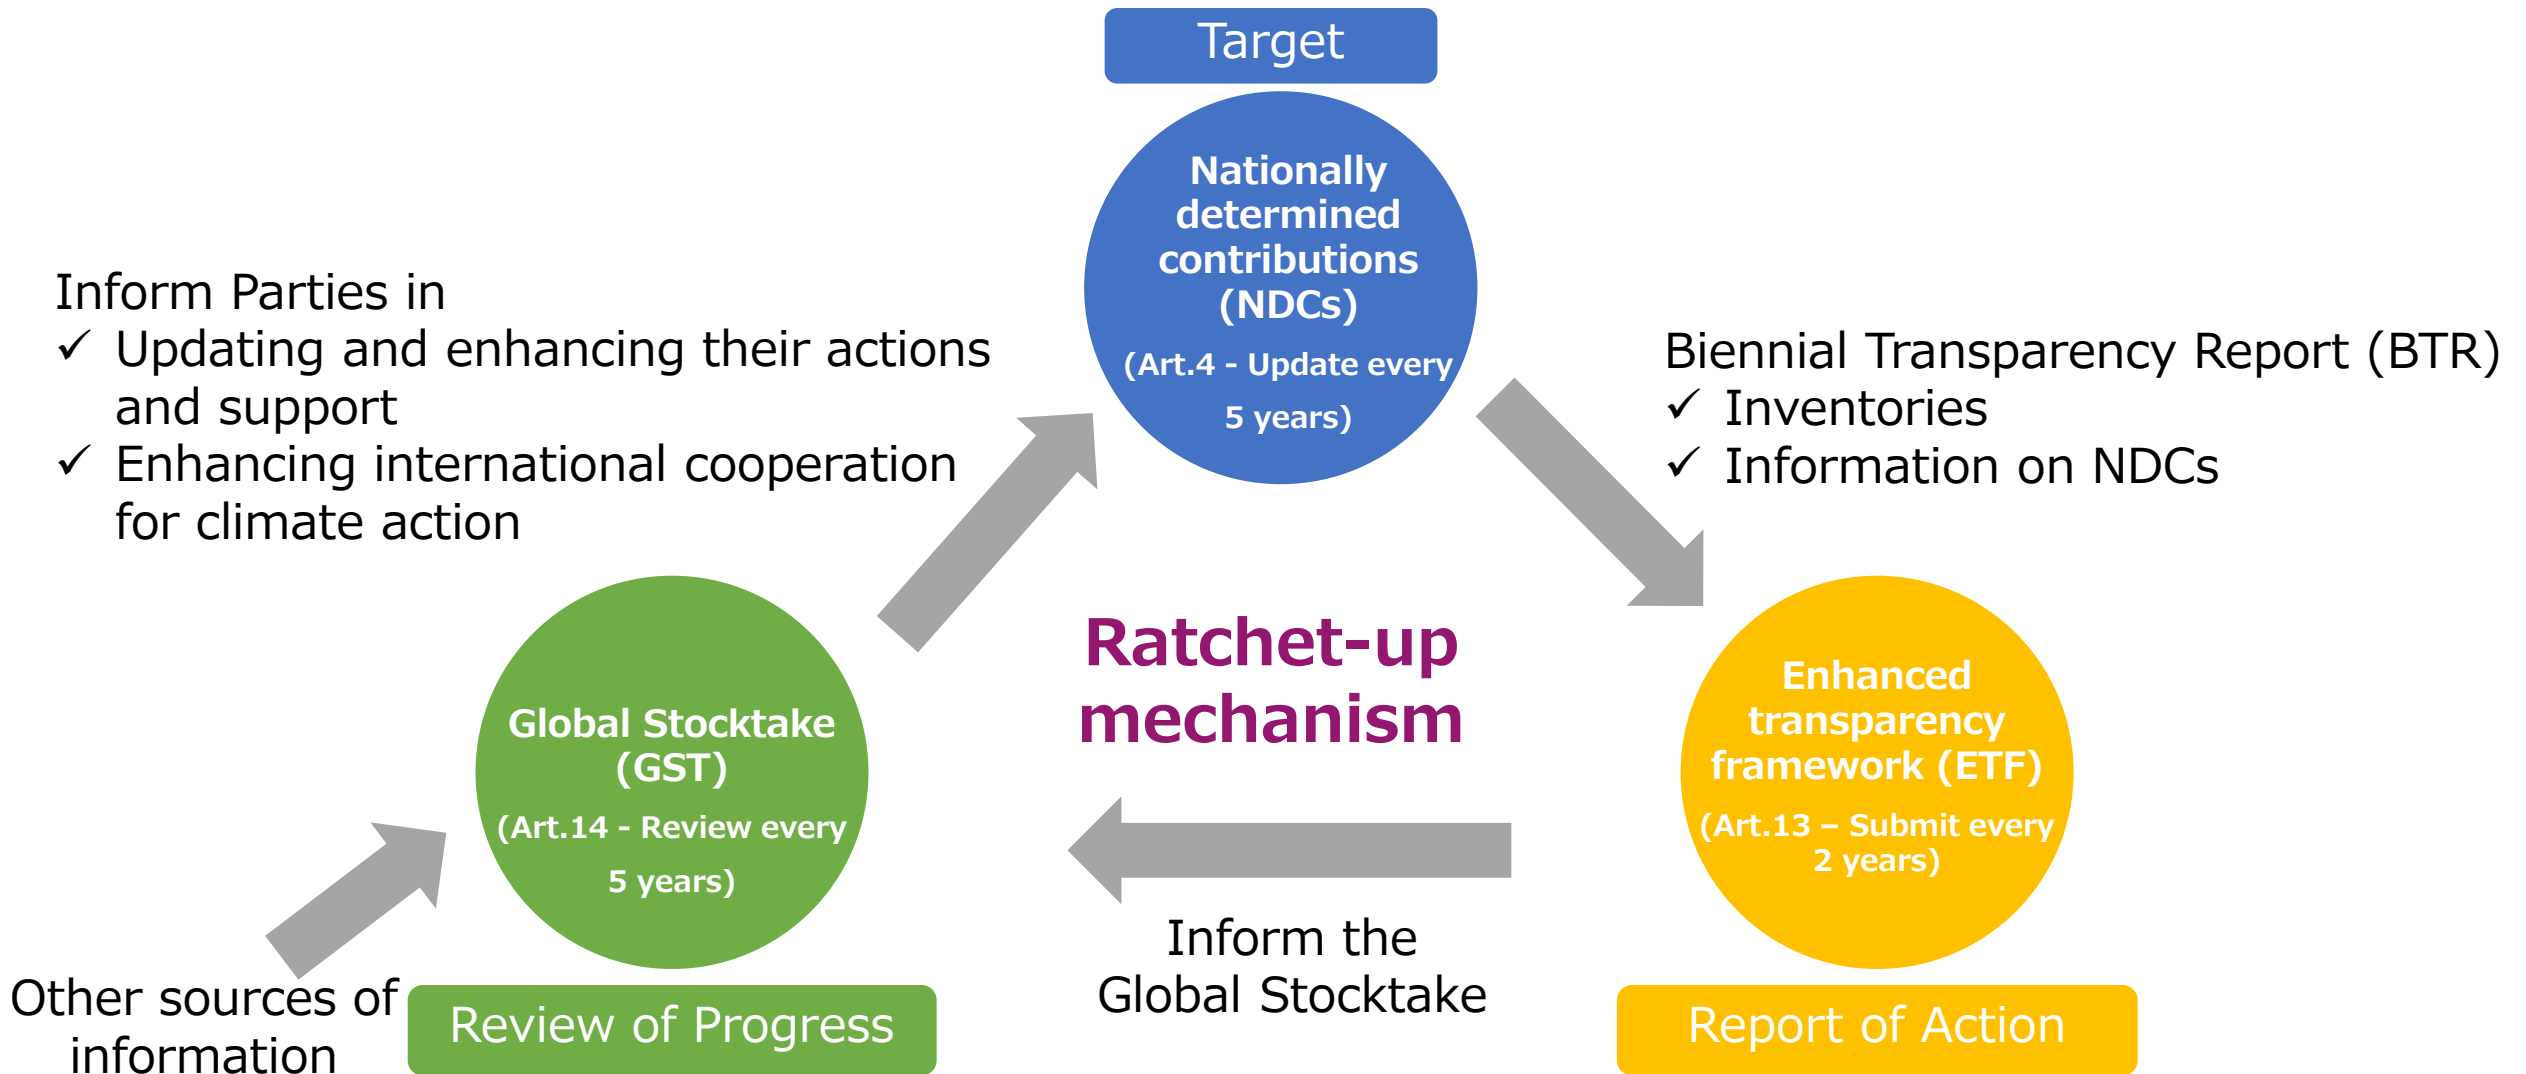 Target
Nationally
determined
contributions
(NDCs)
(Art.4 - Update every
5 years)
Inform Parties in
✓ Updating and enhancing their actions
and support
✓ Enhancing international cooperation
for climate action
Biennial Transparency Report (BTR)
✓ Inventories
✓ Information on NDCs
Ratchet-up
mechanism
Global Stocktake
(GST)
(Art.14 - Review every
5 years)
Enhanced
transparency
framework (ETF)
(Art.13 – Submit every
2 years)
Inform the
Global Stocktake
Other sources of
information
Review of Progress
Report of Action